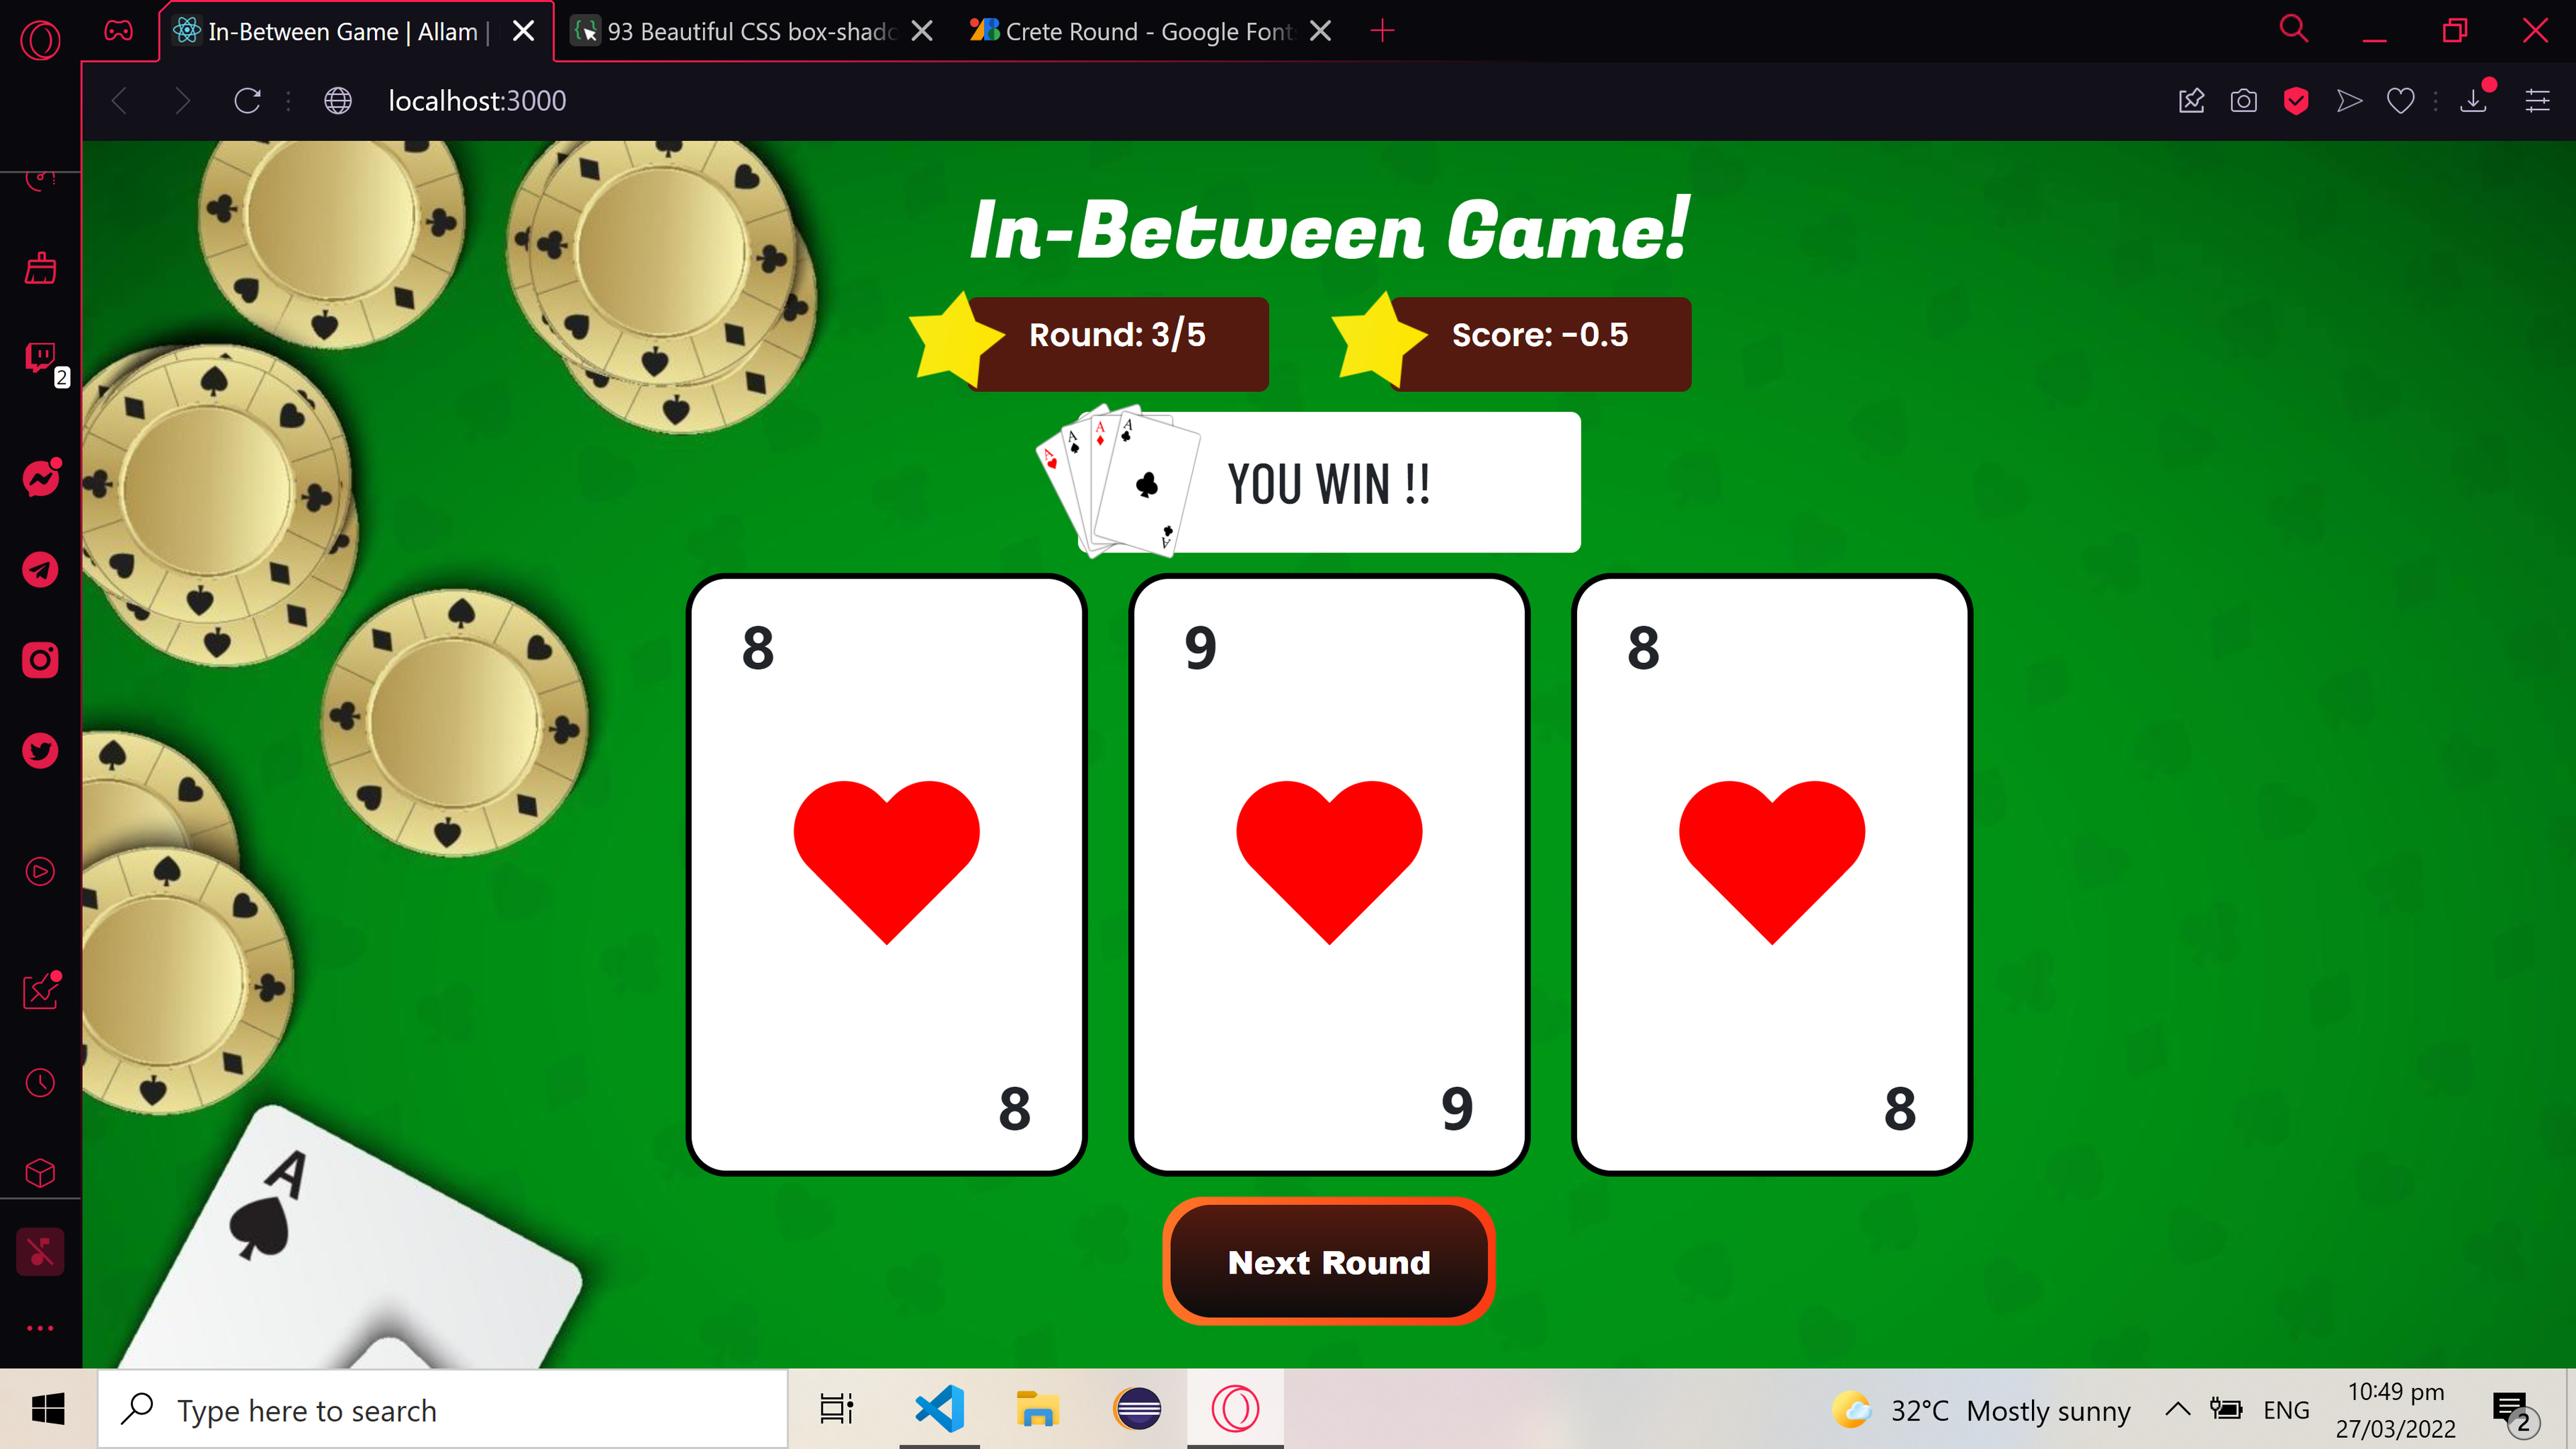 In-Between Game | Allam |
93 Beautiful CSS box-shado
Crete Round - Google Font
localhost:3000
2
In-Between Game!
Round: 3/5
Score: -0.5
A
A
A
A
A
YOU WIN !!
8
9
8
8
9
8
A
Next Round
Type here to search
32°C Mostly sunny
ENG
10:49 pm
27/03/2022
2